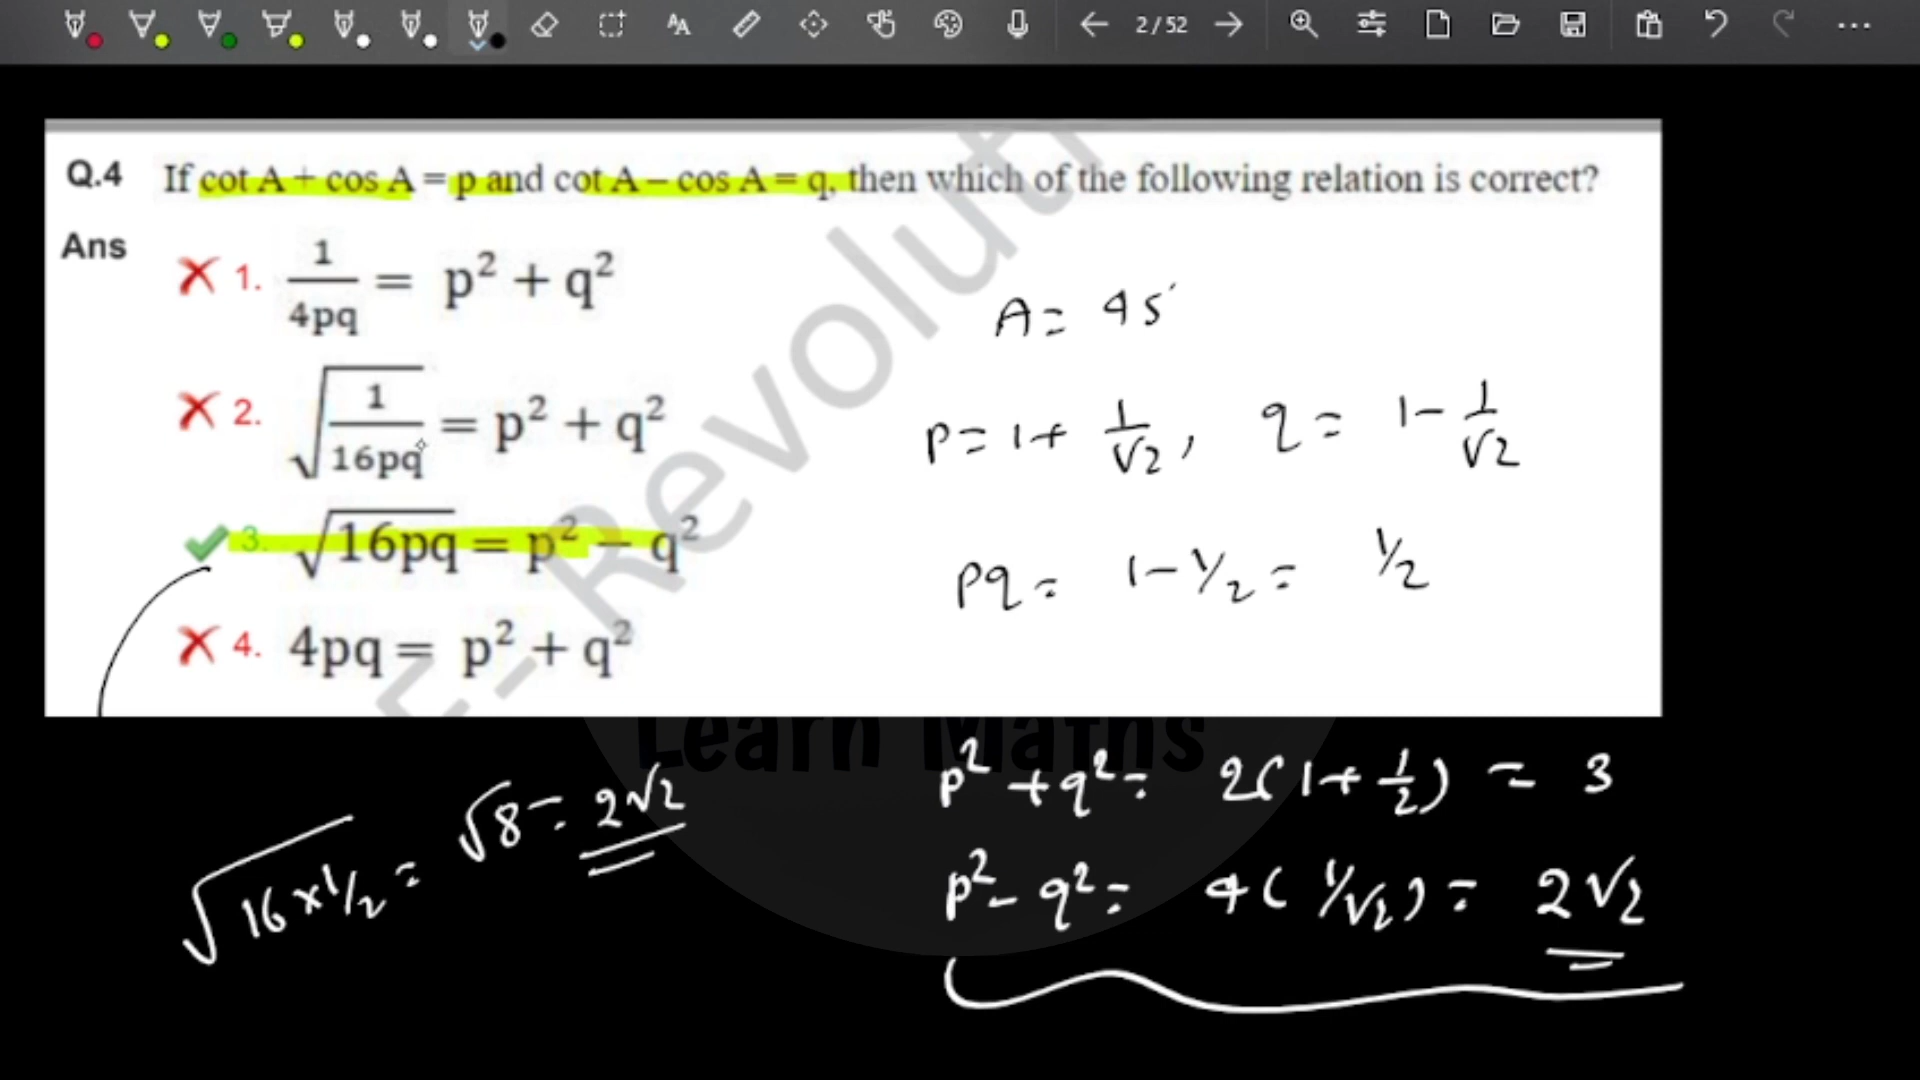 2 / 52
Q.4 If cot A + cos A = p and cot A – cos A = q, then which of the following relation is correct?
Ans
1. 1/4pq = p² + q²
2. √(1/16pq) = p² + q²
3. √16pq = p² – q²
4. 4pq = p² + q²
A = 45°
P = 1 + 1/√2, q = 1 - 1/√2
Pq = 1 - 1/2 = 1/2
E - Revoluti
Learn Maths
p² + q² = 2(1 + 1/2) = 3
p² - q² = 4(1/√2) = 2√2
√16 x 1/2 = √8 = 2√2